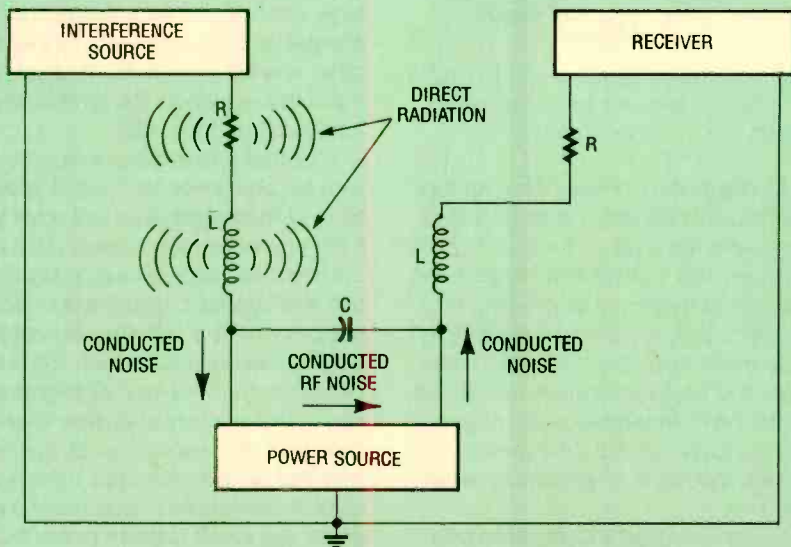 INTERFERENCE
SOURCE
RECEIVER
R
DIRECT
RADIATION
R
L
L
C
CONDUCTED
NOISE
CONDUCTED
RF NOISE
CONDUCTED
NOISE
POWER SOURCE